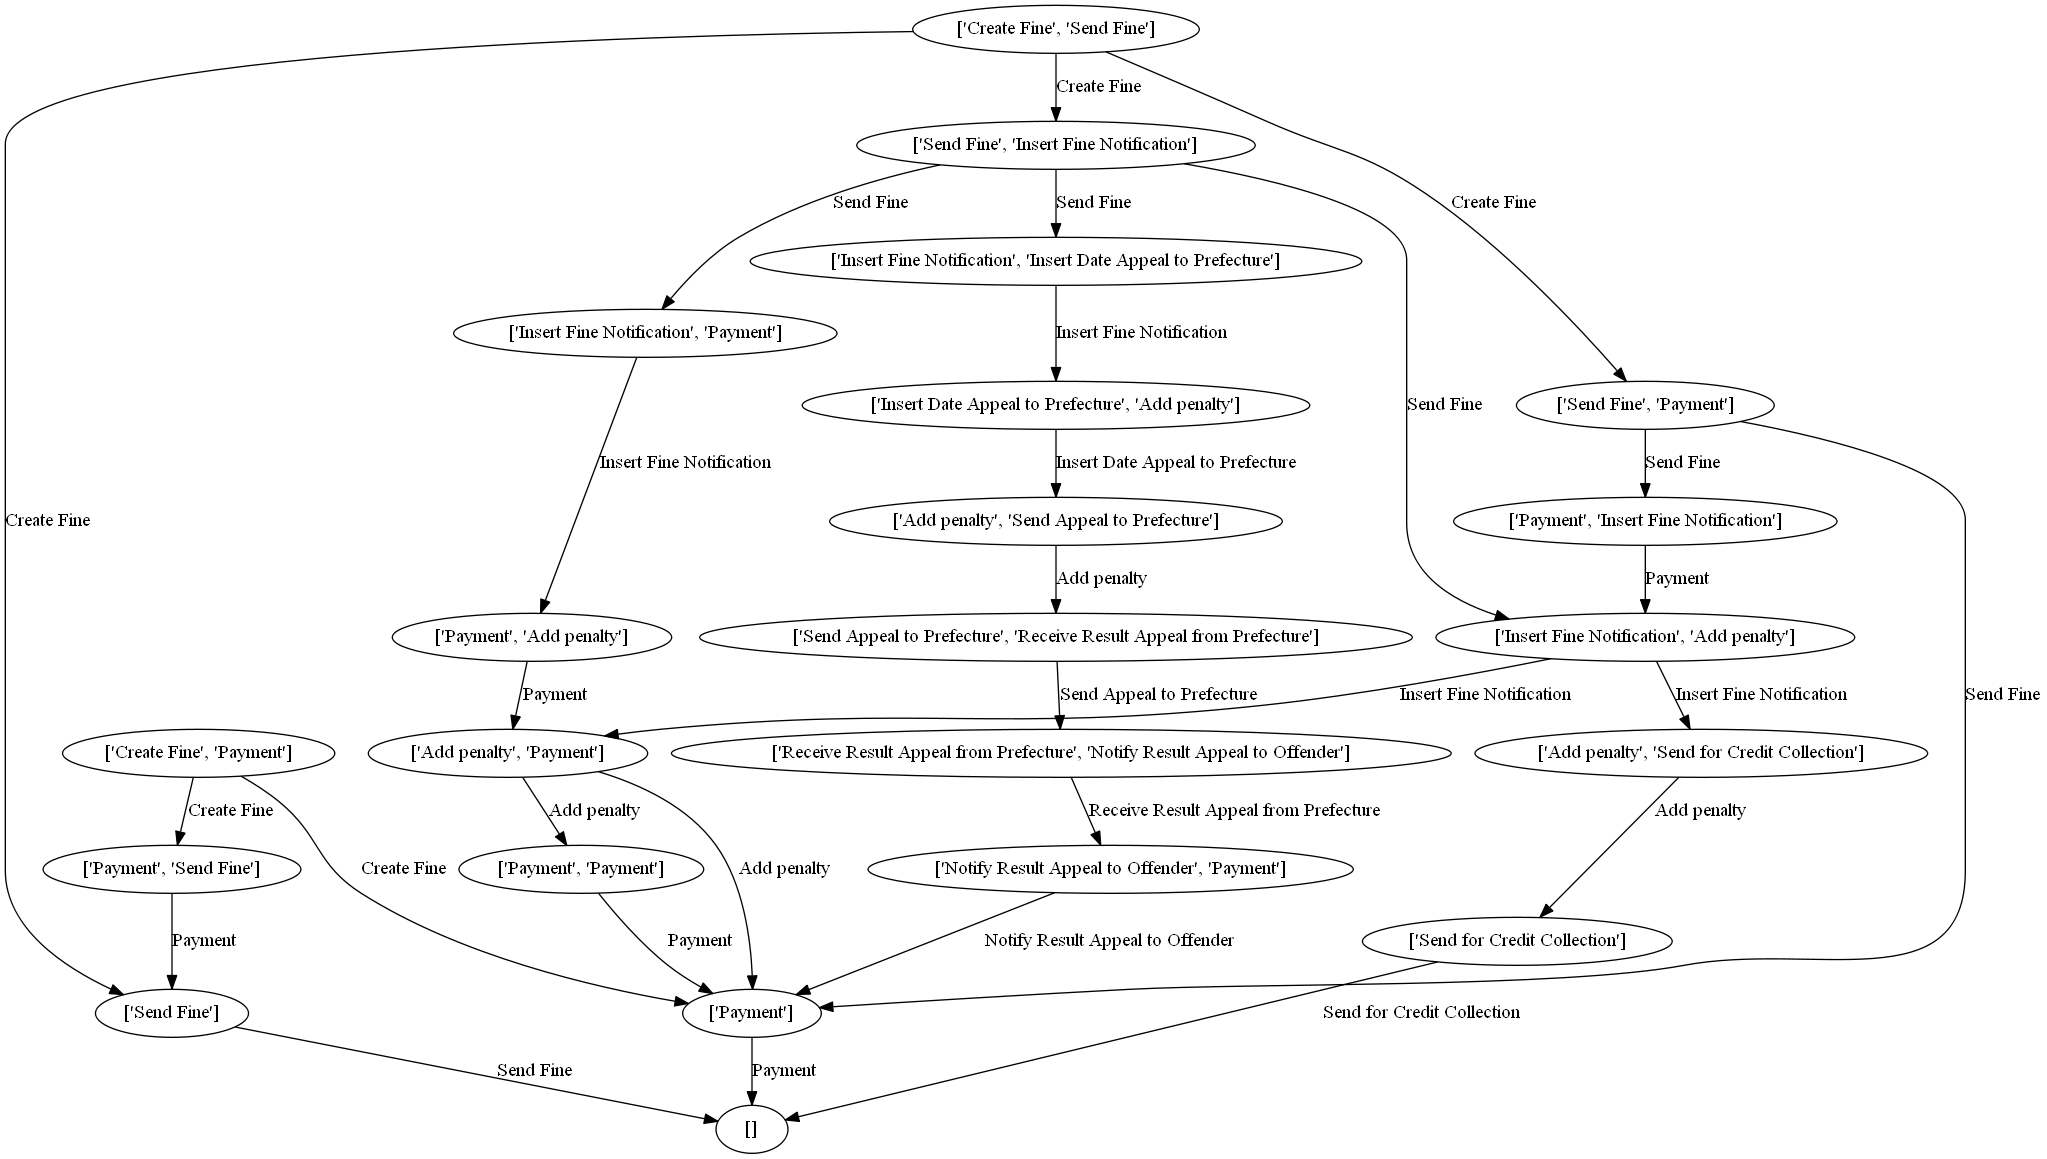 ['Create Fine', 'Send Fine']
Create Fine
['Send Fine', 'Insert Fine Notification']
Send Fine
Send Fine
Create Fine
['Insert Fine Notification', 'Insert Date Appeal to Prefecture']
['Insert Fine Notification', 'Payment']
Insert Fine Notification
['Insert Date Appeal to Prefecture', 'Add penalty']
Send Fine
['Send Fine', 'Payment']
Insert Fine Notification
Insert Date Appeal to Prefecture
Send Fine
Create Fine
['Add penalty', 'Send Appeal to Prefecture']
['Payment', 'Insert Fine Notification']
Add penalty
Payment
['Payment', 'Add penalty']
['Send Appeal to Prefecture', 'Receive Result Appeal from Prefecture']
['Insert Fine Notification', 'Add penalty']
Payment
Send Appeal to Prefecture
Insert Fine Notification
Insert Fine Notification
Send Fine
['Create Fine', 'Payment']
['Add penalty', 'Payment']
['Receive Result Appeal from Prefecture', 'Notify Result Appeal to Offender']
['Add penalty', 'Send for Credit Collection']
Create Fine
Add penalty
Receive Result Appeal from Prefecture
Add penalty
['Payment', 'Send Fine']
Create Fine
['Payment', 'Payment']
Add penalty
['Notify Result Appeal to Offender', 'Payment']
Payment
Payment
Notify Result Appeal to Offender
['Send for Credit Collection']
['Send Fine']
['Payment']
Send for Credit Collection
Send Fine
Payment
[]